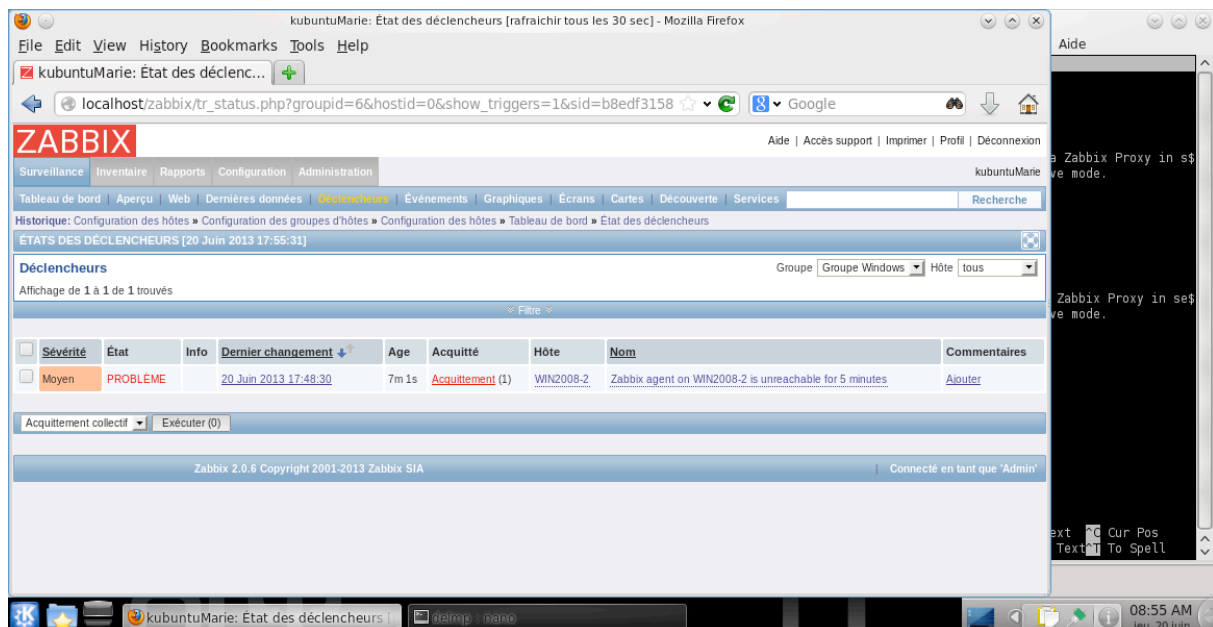 kubuntuMarie: État des déclencheurs [rafraichir tous les 30 sec] - Mozilla Firefox
File Edit View History Bookmarks Tools Help
Aide
kubuntuMarie: État des déclenc...
localhost/zabbix/tr_status.php?groupid=6&hostid=0&show_triggers=1&sid=b8edf3158
Google
ZABBIX
Aide | Accès support | Imprimer | Profil | Déconnexion
a Zabbix Proxy in s$
Surveillance Inventaire Rapports Configuration Administration
kubuntuMarie
ve mode.
Tableau de bord | Aperçu | Web | Dernières données | Déclencheurs | Événements | Graphiques | Écrans | Cartes | Découverte | Services
Recherche
Historique: Configuration des hôtes » Configuration des groupes d'hôtes » Configuration des hôtes » Tableau de bord » État des déclencheurs
ÉTATS DES DÉCLENCHEURS [20 Juin 2013 17:55:31]
Déclencheurs
Groupe Groupe Windows Hôte tous
Affichage de 1 à 1 de 1 trouvés
Zabbix Proxy in se$
Filtre
ve mode.
Sévérité État Info Dernier changement Age Acquitté Hôte Nom Commentaires
Moyen PROBLÈME 20 Juin 2013 17:48:30 7m 1s Acquittement (1) WIN2008-2 Zabbix agent on WIN2008-2 is unreachable for 5 minutes Ajouter
Acquittement collectif Exécuter (0)
Zabbix 2.0.6 Copyright 2001-2013 Zabbix SIA
| Connecté en tant que 'Admin'
ext ^C Cur Pos
Text^T To Spell
kubuntuMarie: État des déclencheurs
delmp : nano
08:55 AM
jeu. 20 juin